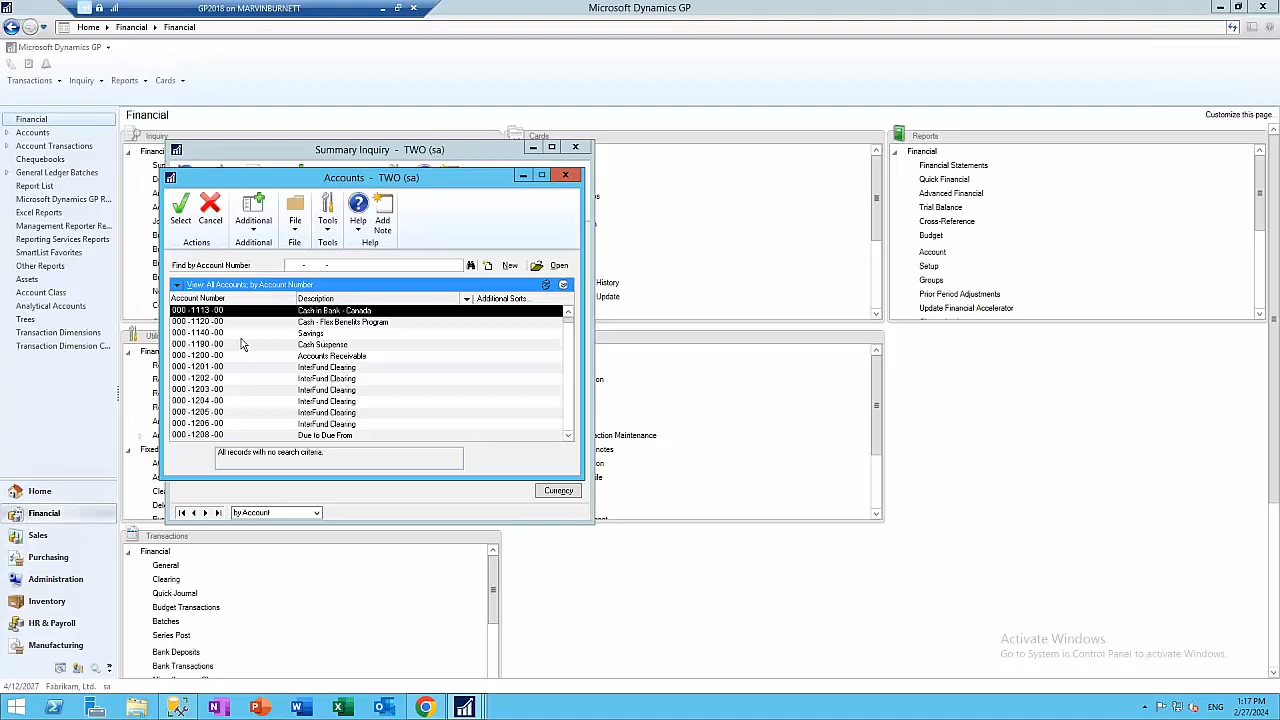 GP2018 on MARVINBURNETT
Microsoft Dynamics GP
Home
Financial
Financial
Microsoft Dynamics GP
Transactions
Inquiry
Reports
Cards
Financial
Accounts
Account Transactions
Chequebooks
General Ledger Batches
Report List
Microsoft Dynamics GP R...
Excel Reports
Management Reporter Re...
Reporting Services Reports
SmartList Favorites
Other Reports
Assets
Account Class
Analytical Accounts
Trees
Transaction Dimensions
Transaction Dimension C...
Home
Financial
Sales
Purchasing
Administration
Inventory
HR & Payroll
Manufacturing
Financial
Customize this page...
Inquiry
Cards
Reports
Financial
Financial Statements
Quick Financial
Advanced Financial
Trial Balance
Cross-Reference
Budget
Account
Setup
Groups
Prior Period Adjustments
Update Financial Accelerator
Summary Inquiry - TWO (sa)
Accounts - TWO (sa)
Select
Cancel
Additional
File
Tools
Help
Add Note
Actions
Additional
File
Tools
Help
Find by Account Number
- -
New
Open
View: All Accounts; by Account Number
Account Number
Description
Additional Sorts...
000 -1113 -00 Cash in Bank - Canada
000 -1120 -00 Cash - Flex Benefits Program
000 -1140 -00 Savings
000 -1190 -00 Cash Suspense
000 -1200 -00 Accounts Receivable
000 -1201 -00 InterFund Clearing
000 -1202 -00 InterFund Clearing
000 -1203 -00 InterFund Clearing
000 -1204 -00 InterFund Clearing
000 -1205 -00 InterFund Clearing
000 -1206 -00 InterFund Clearing
000 -1208 -00 Due to Due From
All records with no search criteria.
Currency
by Account
History
Update
Transactions
Financial
General
Clearing
Quick Journal
Budget Transactions
Batches
Series Post
Bank Deposits
Bank Transactions
Activate Windows
Go to System in Control Panel to activate Windows.
4/12/2027 Fabrikam, Ltd. sa
ENG
1:17 PM
2/27/2024